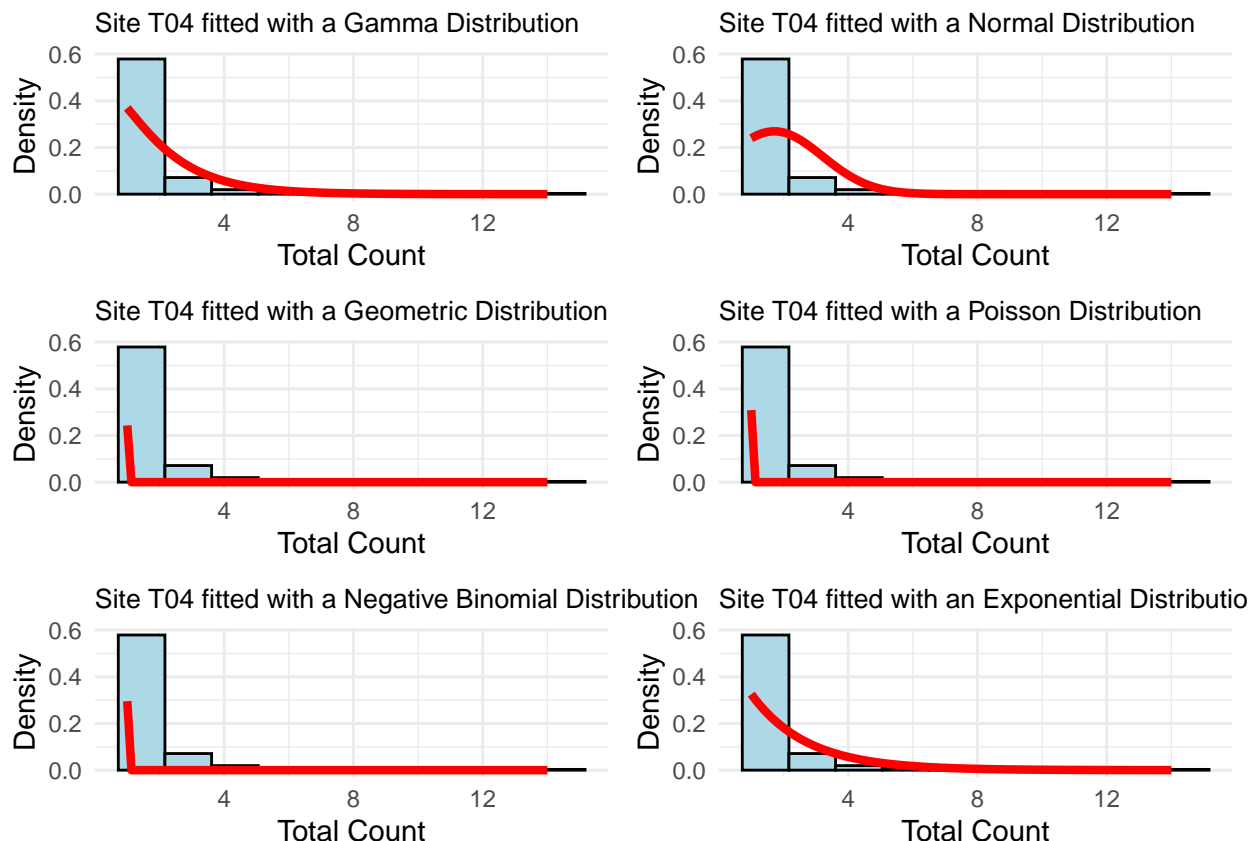 Site T04 fitted with a Gamma Distribution
0.6
0.4
0.2
0.0
Density
4 8 12
Total Count
Site T04 fitted with a Normal Distribution
0.6
0.4
0.2
0.0
Density
4 8 12
Total Count
Site T04 fitted with a Geometric Distribution
0.6
0.4
0.2
0.0
Density
4 8 12
Total Count
Site T04 fitted with a Poisson Distribution
0.6
0.4
0.2
0.0
Density
4 8 12
Total Count
Site T04 fitted with a Negative Binomial Distribution
0.6
0.4
0.2
0.0
Density
4 8 12
Total Count
Site T04 fitted with an Exponential Distributio
0.6
0.4
0.2
0.0
Density
4 8 12
Total Count